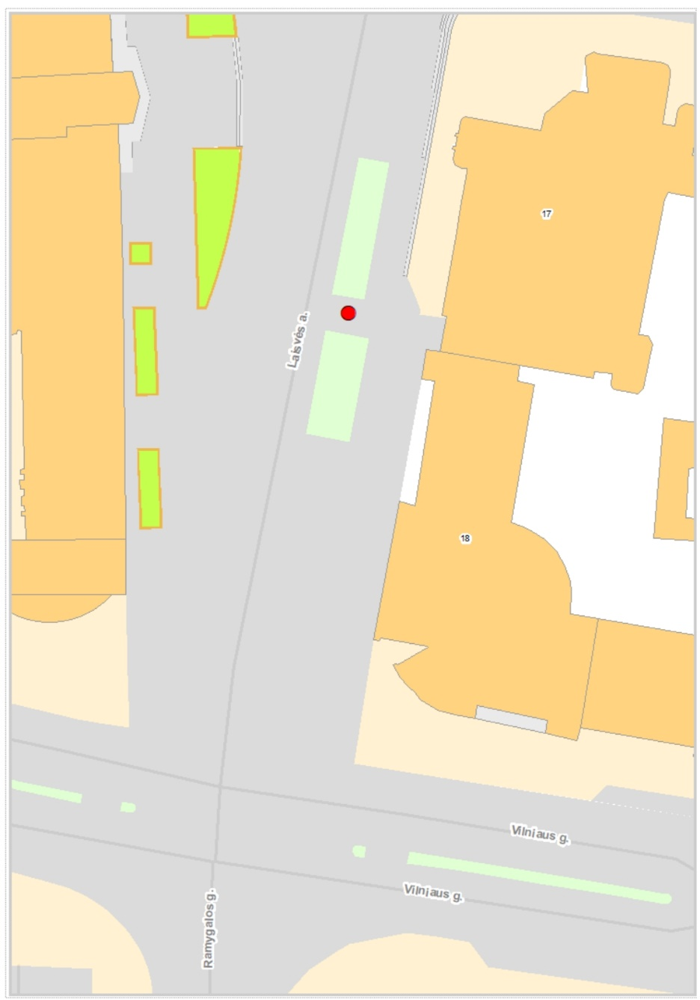 17
Laisvės a.
18
Vilniaus g.
Vilniaus g.
Ramygalos g.